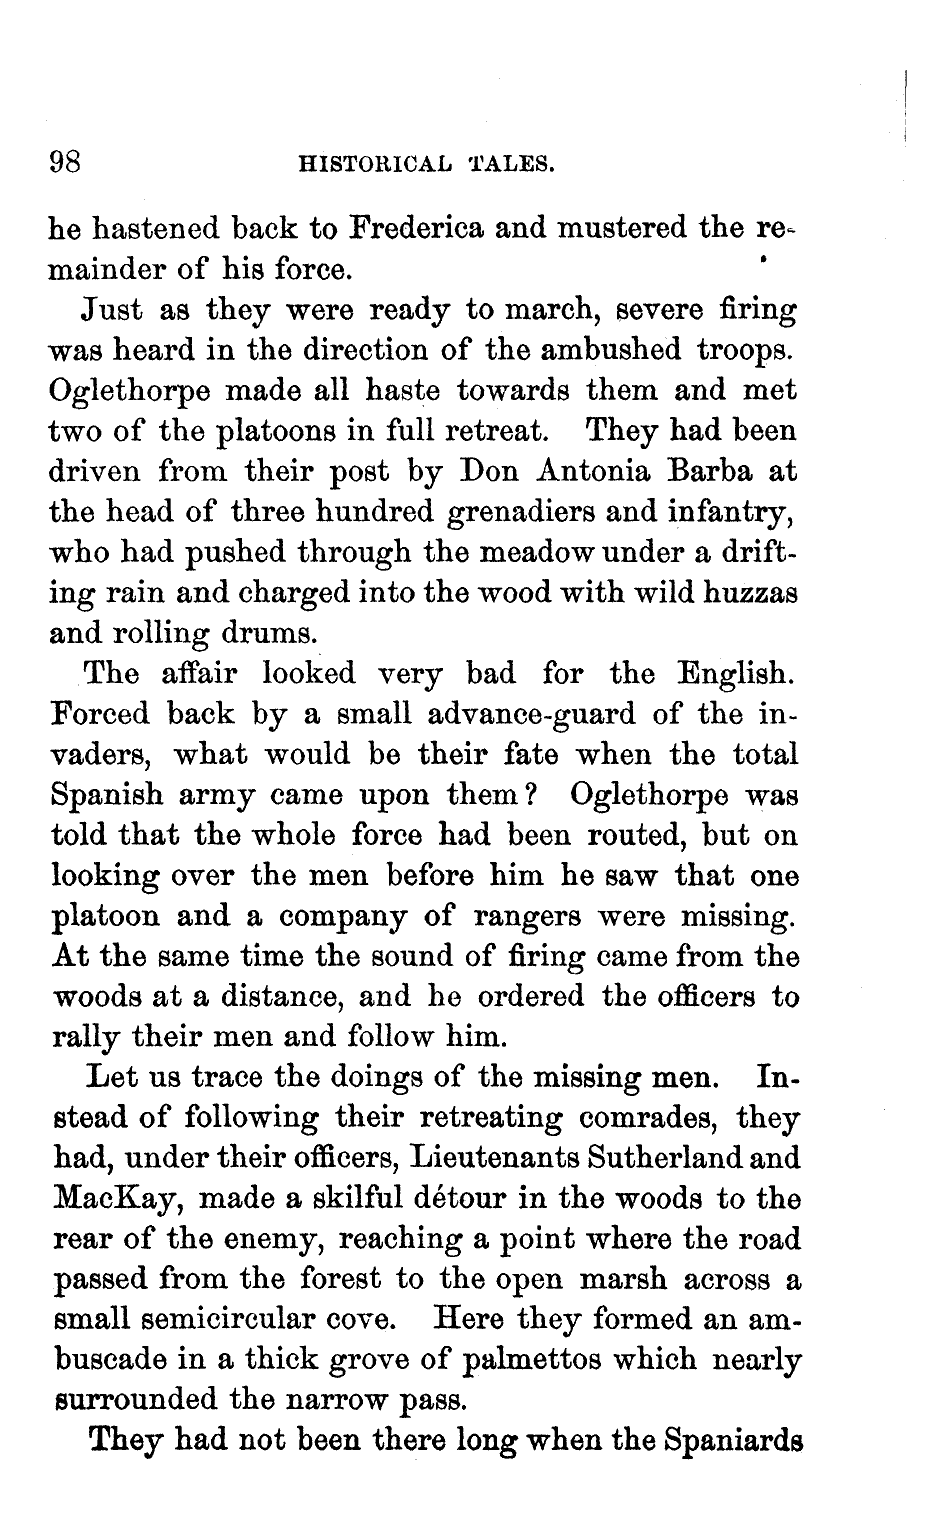 98 HISTORICAL TALES.
he hastened back to Frederica and mustered the re-
mainder of his force.
Just as they were ready to march, severe firing
was heard in the direction of the ambushed troops.
Oglethorpe made all haste towards them and met
two of the platoons in full retreat. They had been
driven from their post by Don Antonia Barba at
the head of three hundred grenadiers and infantry,
who had pushed through the meadow under a drift-
ing rain and charged into the wood with wild huzzas
and rolling drums.
The affair looked very bad for the English.
Forced back by a small advance-guard of the in-
vaders, what would be their fate when the total
Spanish army came upon them? Oglethorpe was
told that the whole force had been routed, but on
looking over the men before him he saw that one
platoon and a company of rangers were missing.
At the same time the sound of firing came from the
woods at a distance, and he ordered the officers to
rally their men and follow him.
Let us trace the doings of the missing men. In-
stead of following their retreating comrades, they
had, under their officers, Lieutenants Sutherland and
MacKay, made a skilful détour in the woods to the
rear of the enemy, reaching a point where the road
passed from the forest to the open marsh across a
small semicircular cove. Here they formed an am-
buscade in a thick grove of palmettos which nearly
surrounded the narrow pass.
They had not been there long when the Spaniards